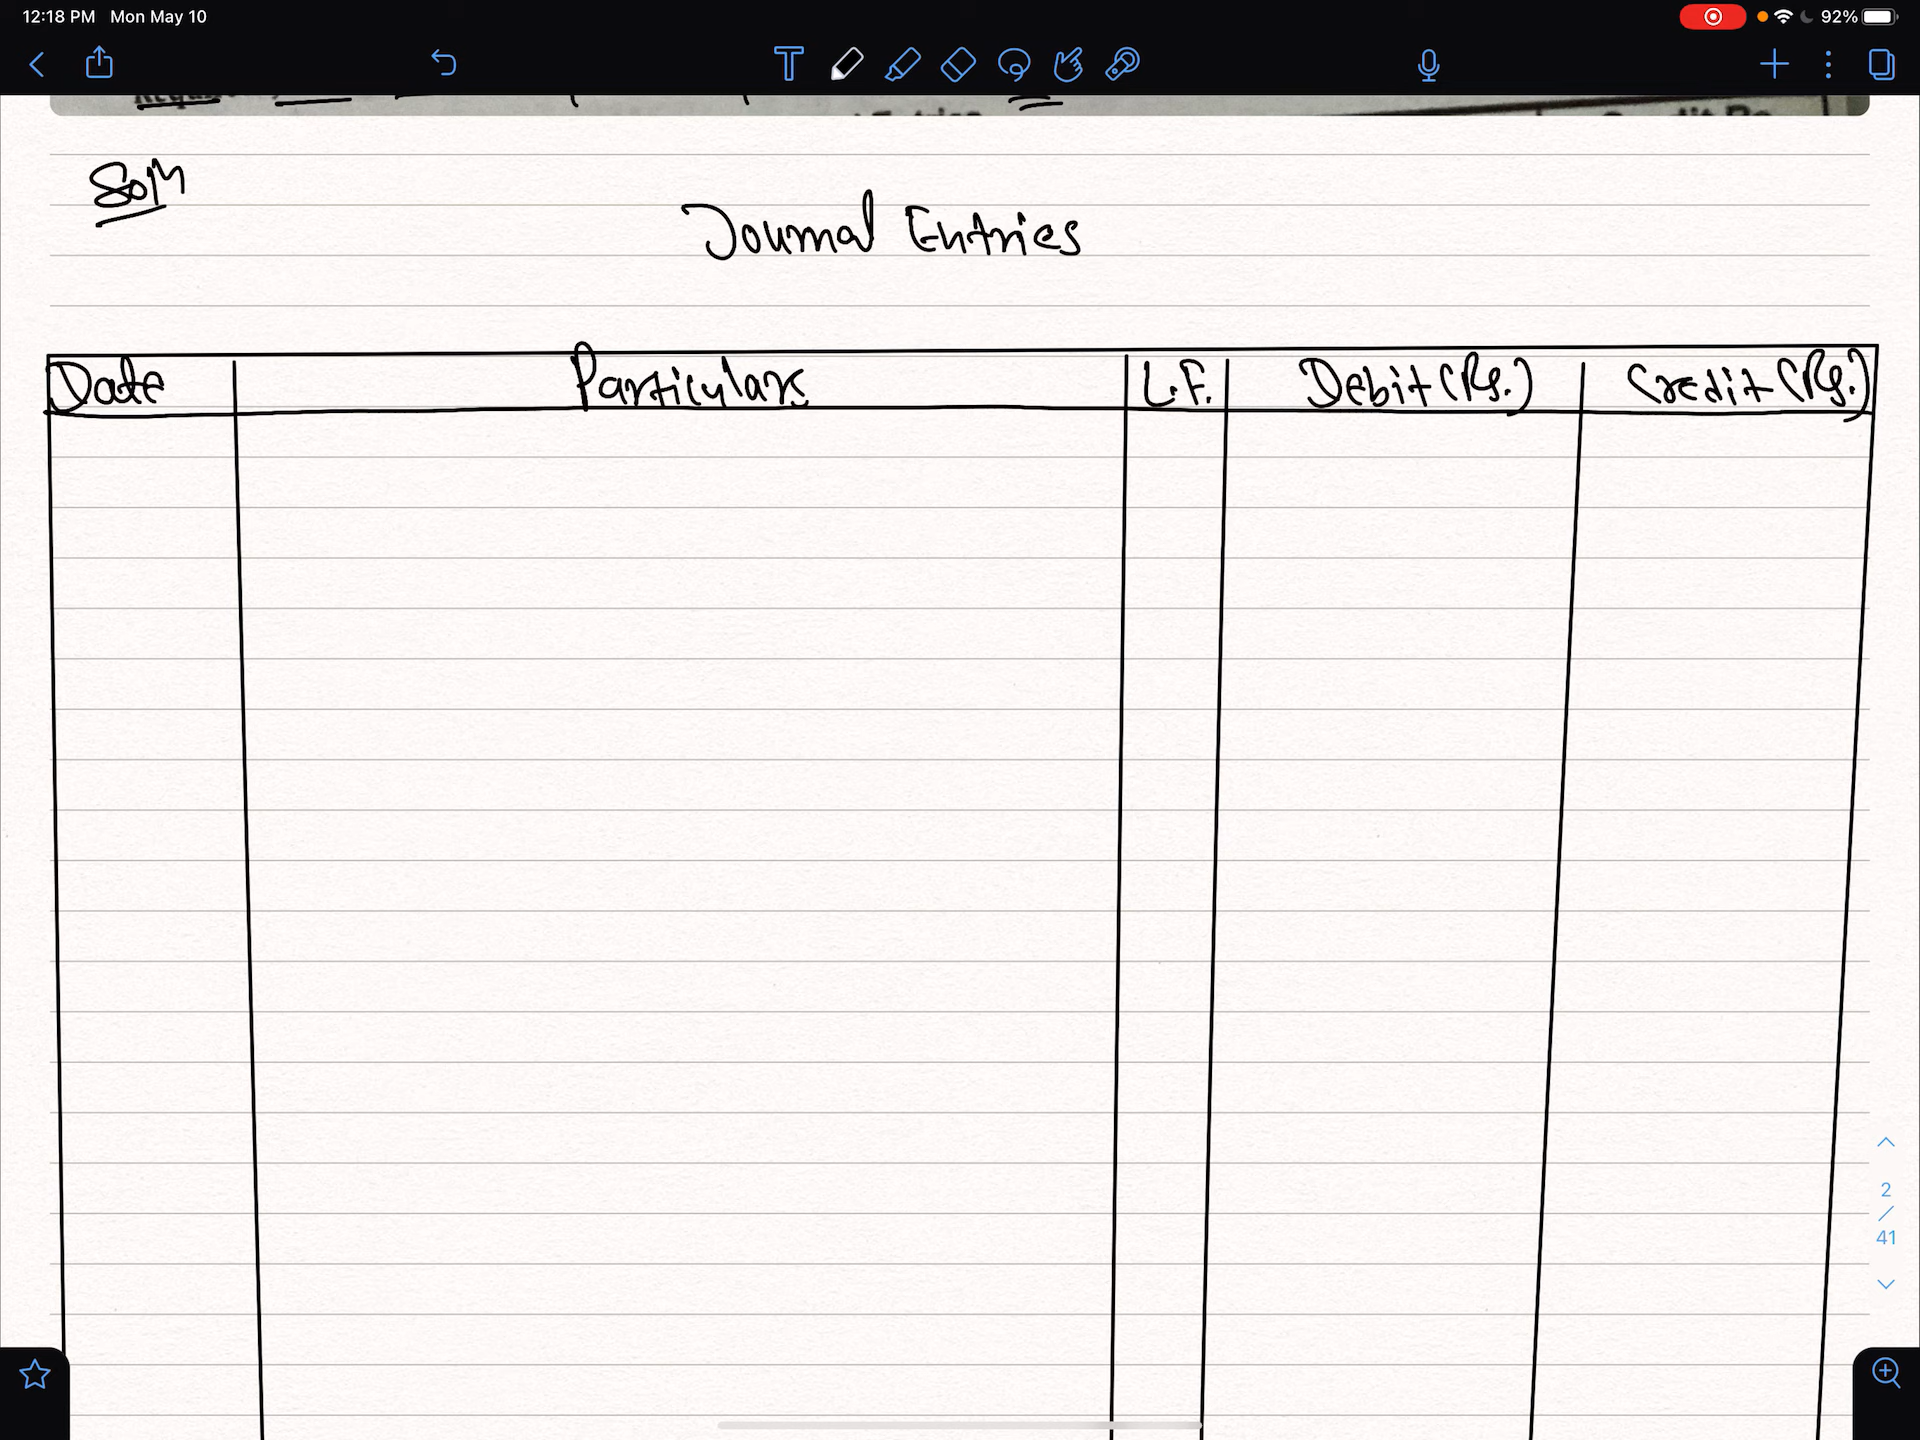 12:18 PM Mon May 10
92%
Soln
Journal Entries
Date Particulars L.F. Debit (Rs.) Credit (Rs.)
2
/
41